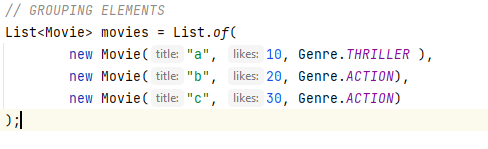 // GROUPING ELEMENTS
List<Movie> movies = List.of(
new Movie( title: "a", likes: 10, Genre.THRILLER ),
new Movie( title: "b", likes: 20, Genre.ACTION),
new Movie( title: "c", likes: 30, Genre.ACTION)
);